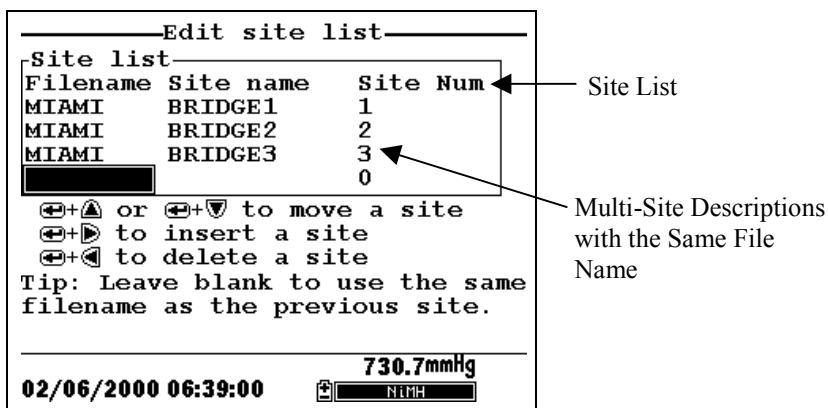 Edit site list
Site list
Filename Site name Site Num
MIAMI BRIDGE1 1
MIAMI BRIDGE2 2
MIAMI BRIDGE3 3
0
+ or + to move a site
+ to insert a site
+ to delete a site
Tip: Leave blank to use the same
filename as the previous site.
730.7mmHg
02/06/2000 06:39:00 NiMH
Site List
Multi-Site Descriptions
with the Same File
Name